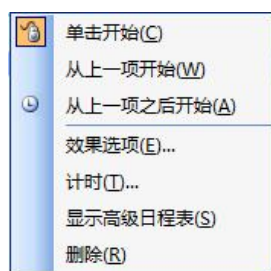 单击开始(C)
从上一项开始(W)
从上一项之后开始(A)
效果选项(E)...
计时(T)...
显示高级日程表(S)
删除(R)